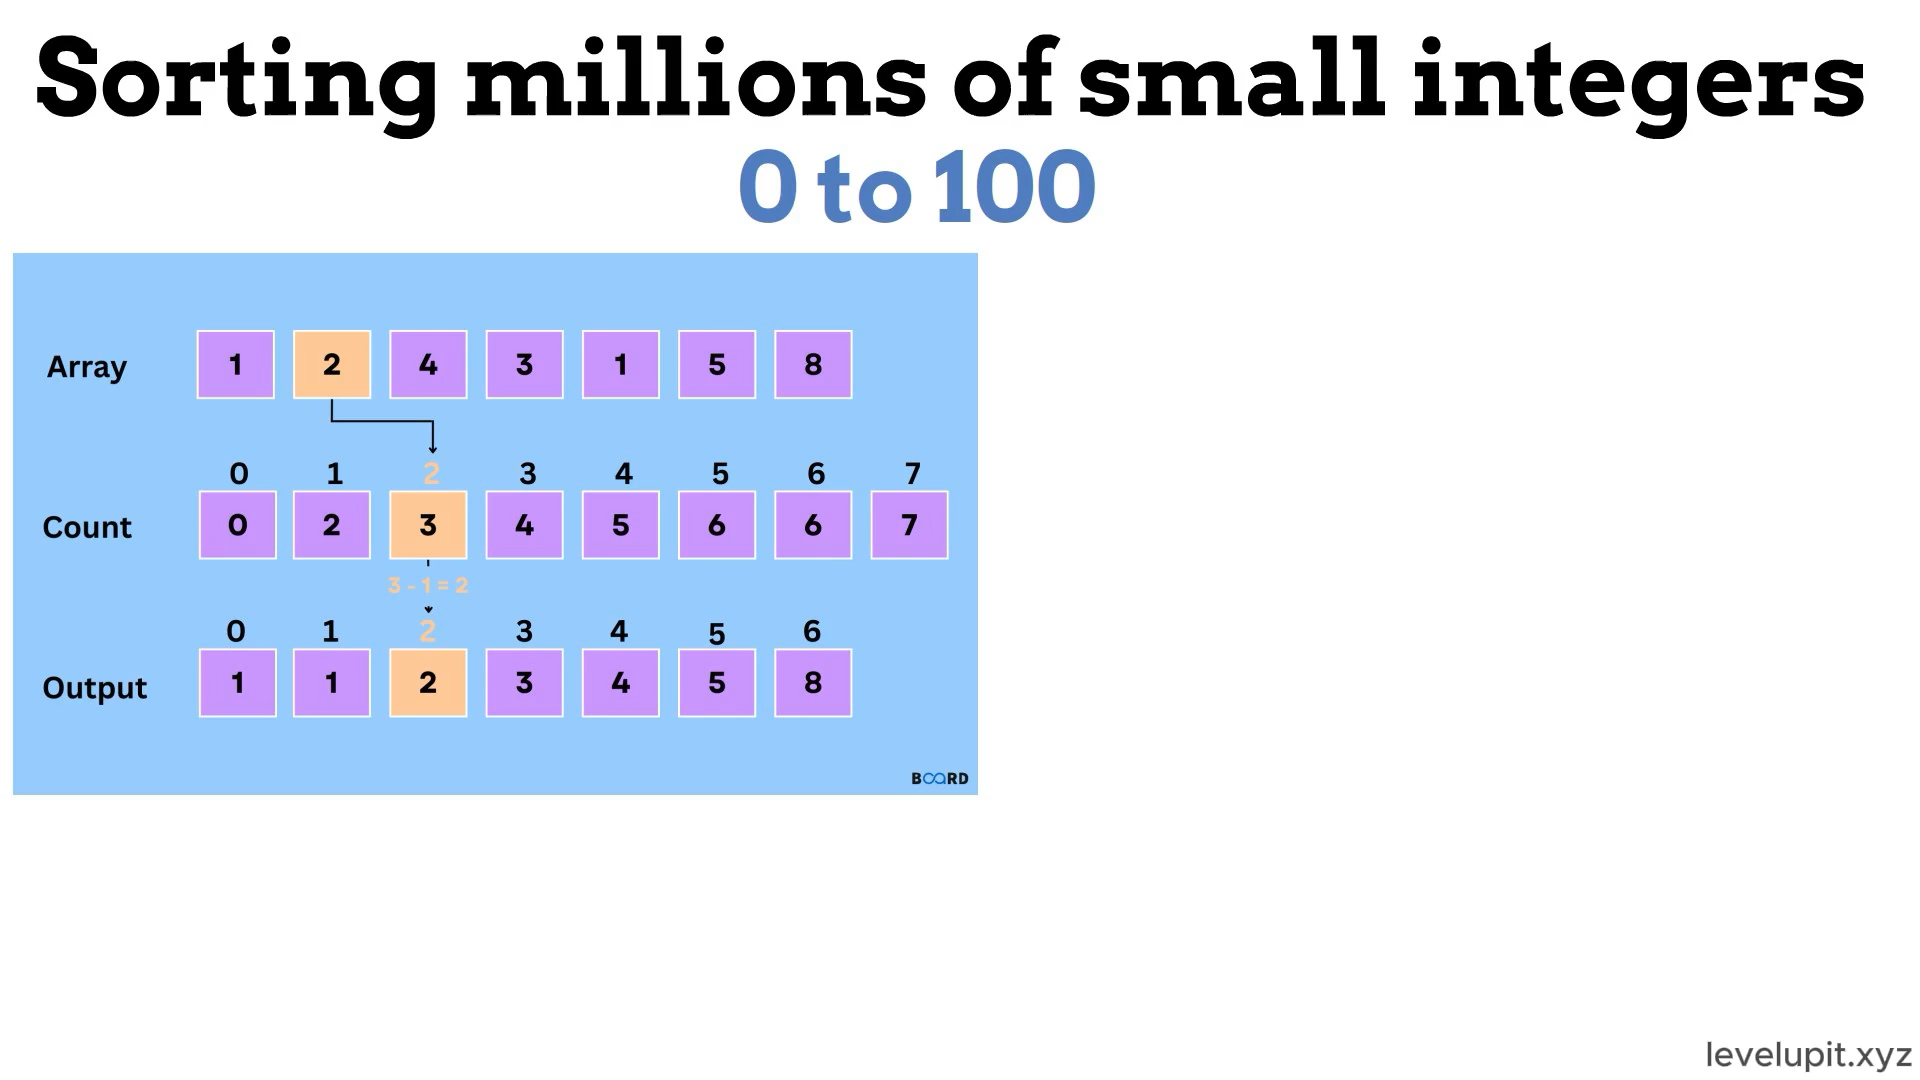 Sorting millions of small integers
0 to 100
Array 1 2 4 3 1 5 8
0 1 2 3 4 5 6 7
Count 0 2 3 4 5 6 6 7
3 - 1 = 2
0 1 2 3 4 5 6
Output 1 1 2 3 4 5 8
BOARD
levelupit.xyz